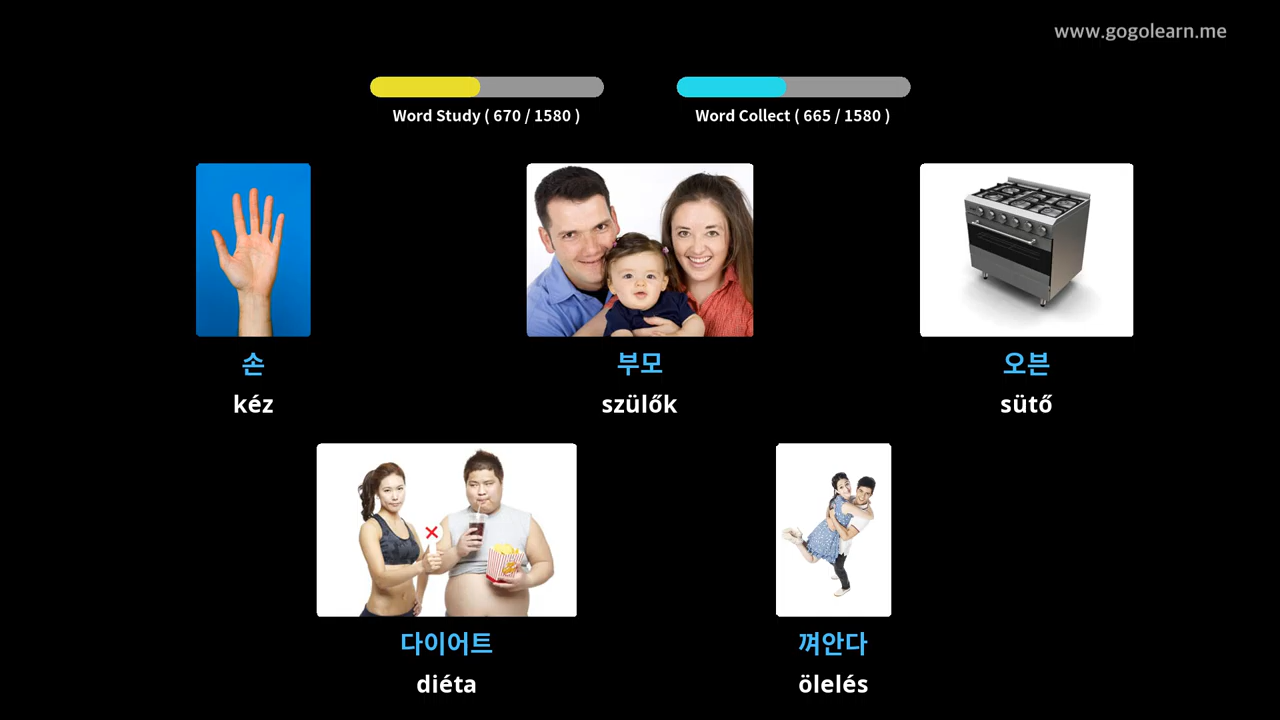 www.gogolearn.me
Word Study ( 670 / 1580 )
Word Collect ( 665 / 1580 )
손
kéz
부모
szülők
오븐
sütő
다이어트
diéta
껴안다
ölelés